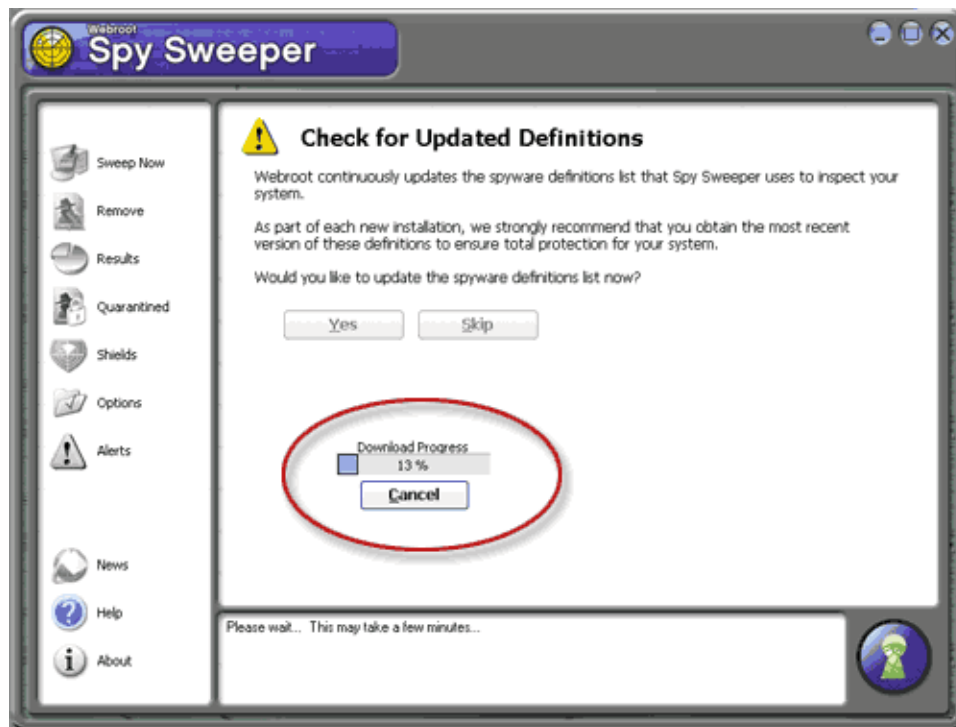 Webroot
Spy Sweeper
Sweep Now
Remove
Results
Quarantined
Shields
Options
Alerts
News
Help
About
Check for Updated Definitions
Webroot continuously updates the spyware definitions list that Spy Sweeper uses to inspect your
system.
As part of each new installation, we strongly recommend that you obtain the most recent
version of these definitions to ensure total protection for your system.
Would you like to update the spyware definitions list now?
Yes
Skip
Download Progress
13 %
Cancel
Please wait... This may take a few minutes...